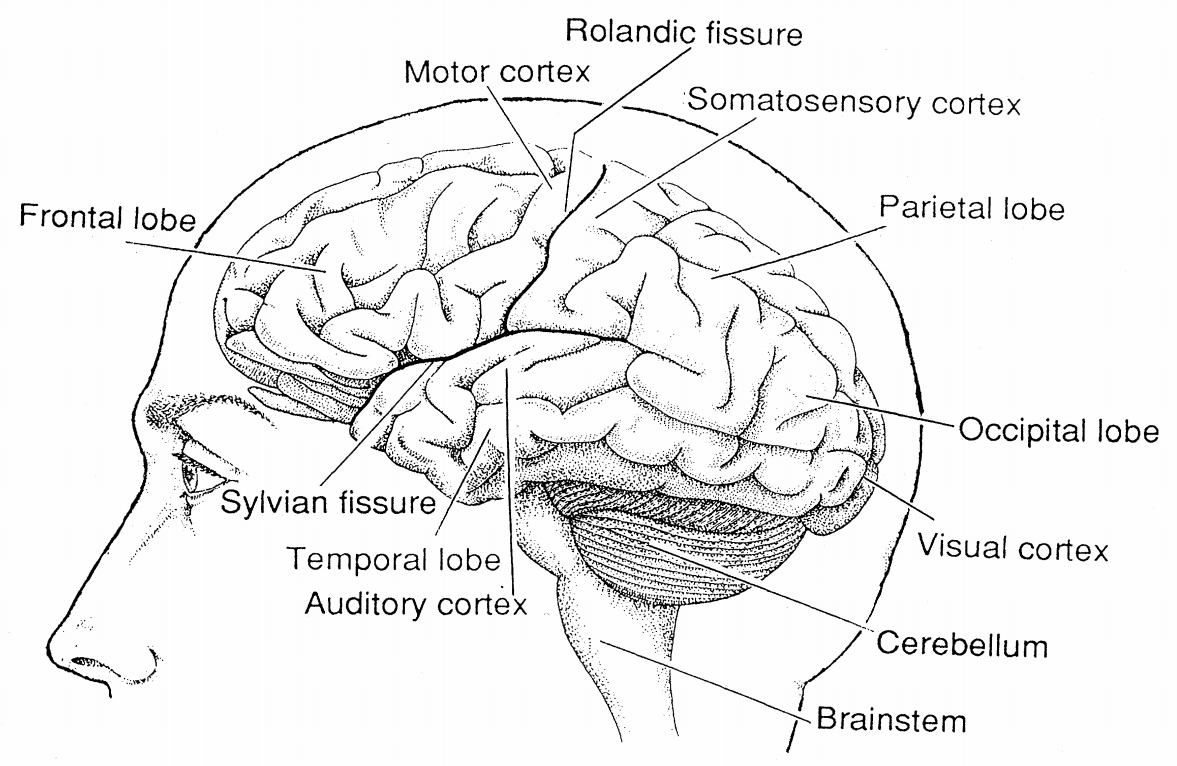 Rolandic fissure
Motor cortex
Somatosensory cortex
Frontal lobe
Parietal lobe
Occipital lobe
Sylvian fissure
Visual cortex
Temporal lobe
Auditory cortex
Cerebellum
Brainstem